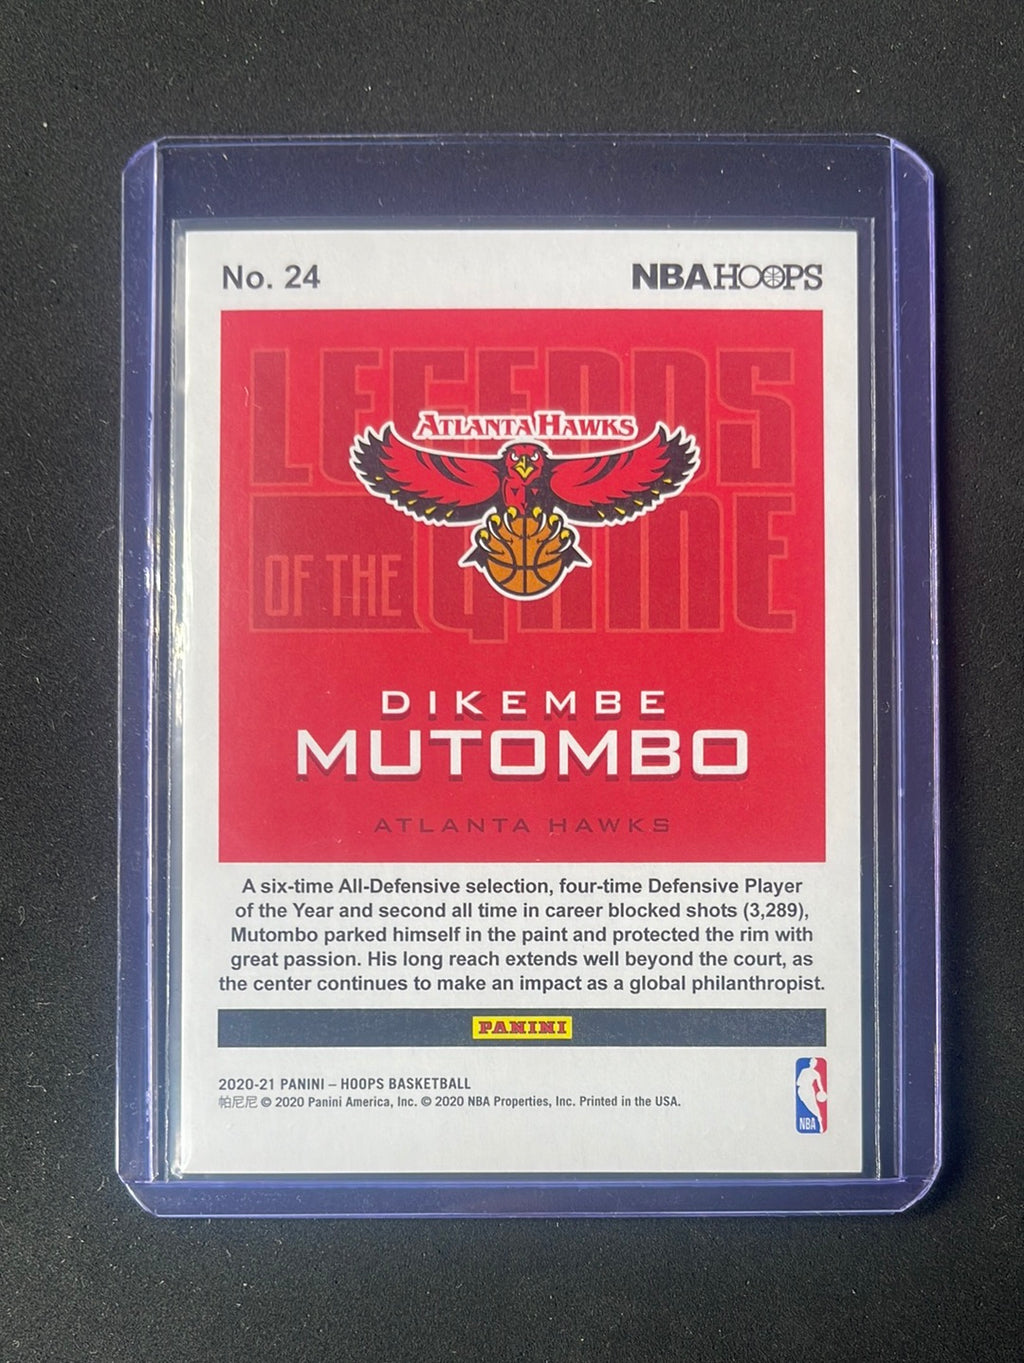 No. 24
NBA HOOPS
LEGENDS
ATLANTA HAWKS
OF THE GAME
DIKEMBE
MUTOMBO
ATLANTA HAWKS
A six-time All-Defensive selection, four-time Defensive Player
of the Year and second all time in career blocked shots (3,289),
Mutombo parked himself in the paint and protected the rim with
great passion. His long reach extends well beyond the court, as
the center continues to make an impact as a global philanthropist.
PANINI
2020-21 PANINI – HOOPS BASKETBALL
帕尼尼 © 2020 Panini America, Inc. © 2020 NBA Properties, Inc. Printed in the USA.
NBA